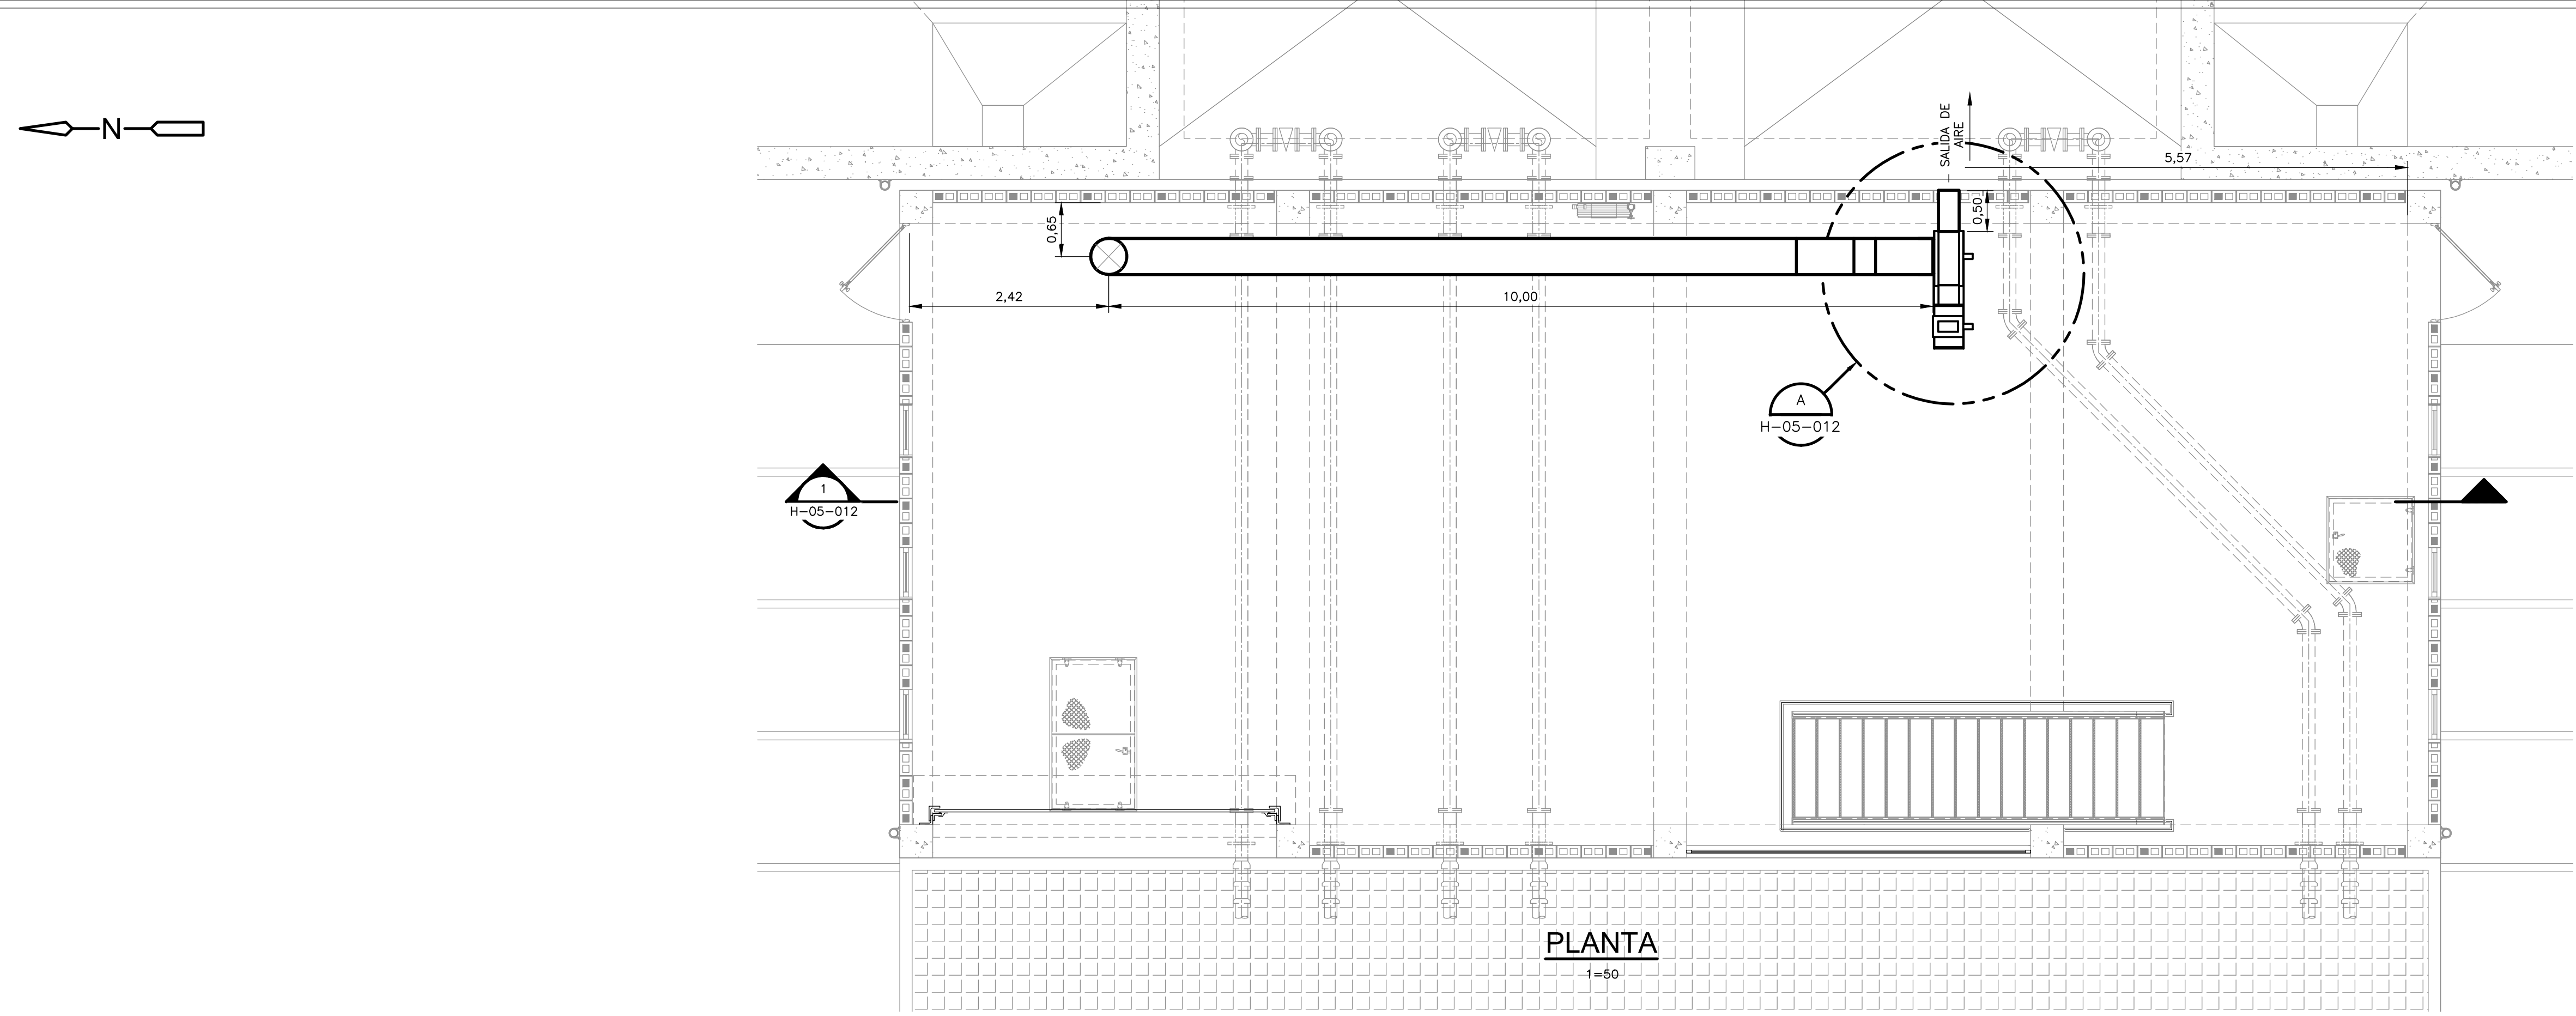 N
SALIDA DE
AIRE
5,57
0,50
0,65
2,42
10,00
A
H-05-012
1
H-05-012
PLANTA
1=50